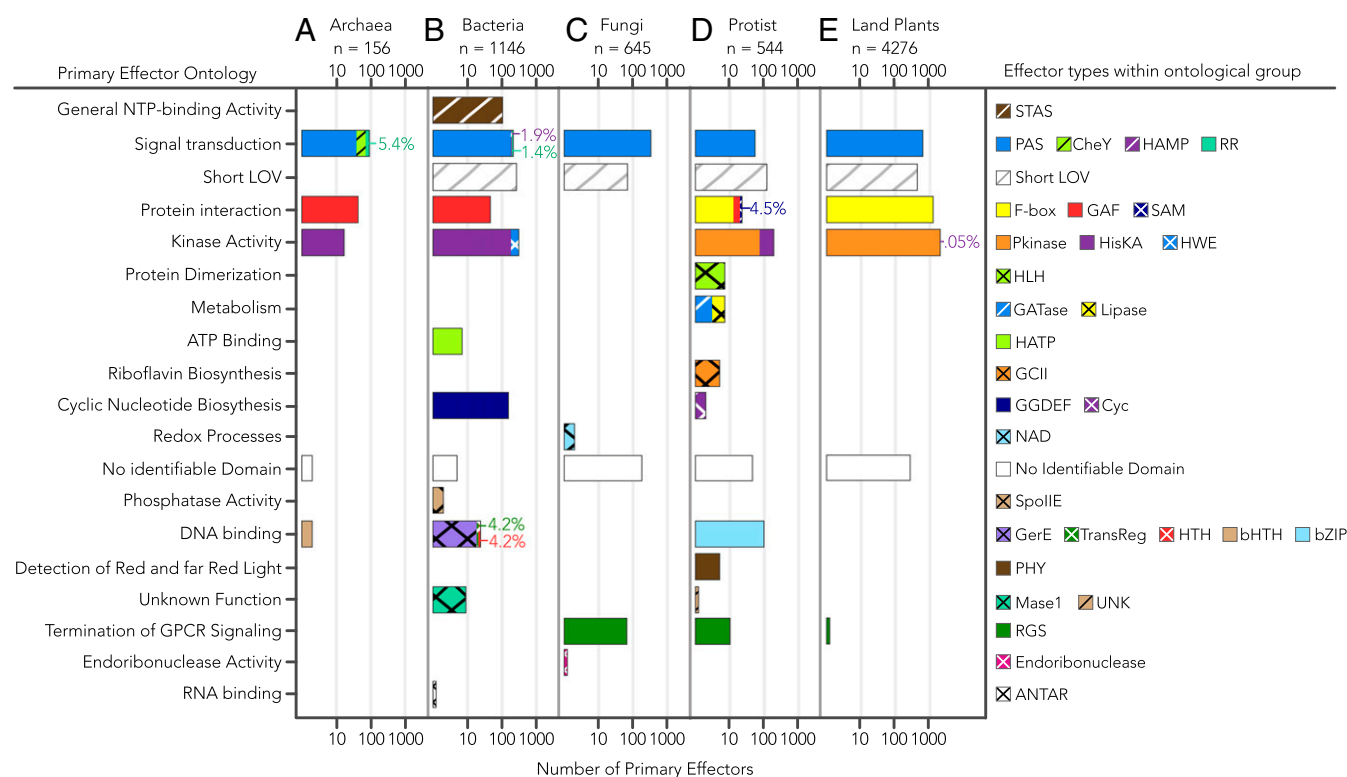 A Archaea B Bacteria C Fungi D Protist E Land Plants
n = 156 n = 1146 n = 645 n = 544 n = 4276
Primary Effector Ontology 10 100 1000 10 100 1000 10 100 1000 10 100 1000 10 100 1000 Effector types within ontological group
General NTP-binding Activity STAS
Signal transduction 5.4% 1.9% 1.4% PAS CheY HAMP RR
Short LOV Short LOV
Protein interaction 4.5% F-box GAF SAM
Kinase Activity .05% Pkinase HisKA HWE
Protein Dimerization HLH
Metabolism GATase Lipase
ATP Binding HATP
Riboflavin Biosynthesis GCII
Cyclic Nucleotide Biosythesis GGDEF Cyc
Redox Processes NAD
No identifiable Domain No Identifiable Domain
Phosphatase Activity SpoIIE
DNA binding 4.2% 4.2% GerE TransReg HTH bHTH bZIP
Detection of Red and far Red Light PHY
Unknown Function Mase1 UNK
Termination of GPCR Signaling RGS
Endoribonuclease Activity Endoribonuclease
RNA binding ANTAR
10 100 1000 10 100 1000 10 100 1000 10 100 1000 10 100 1000
Number of Primary Effectors